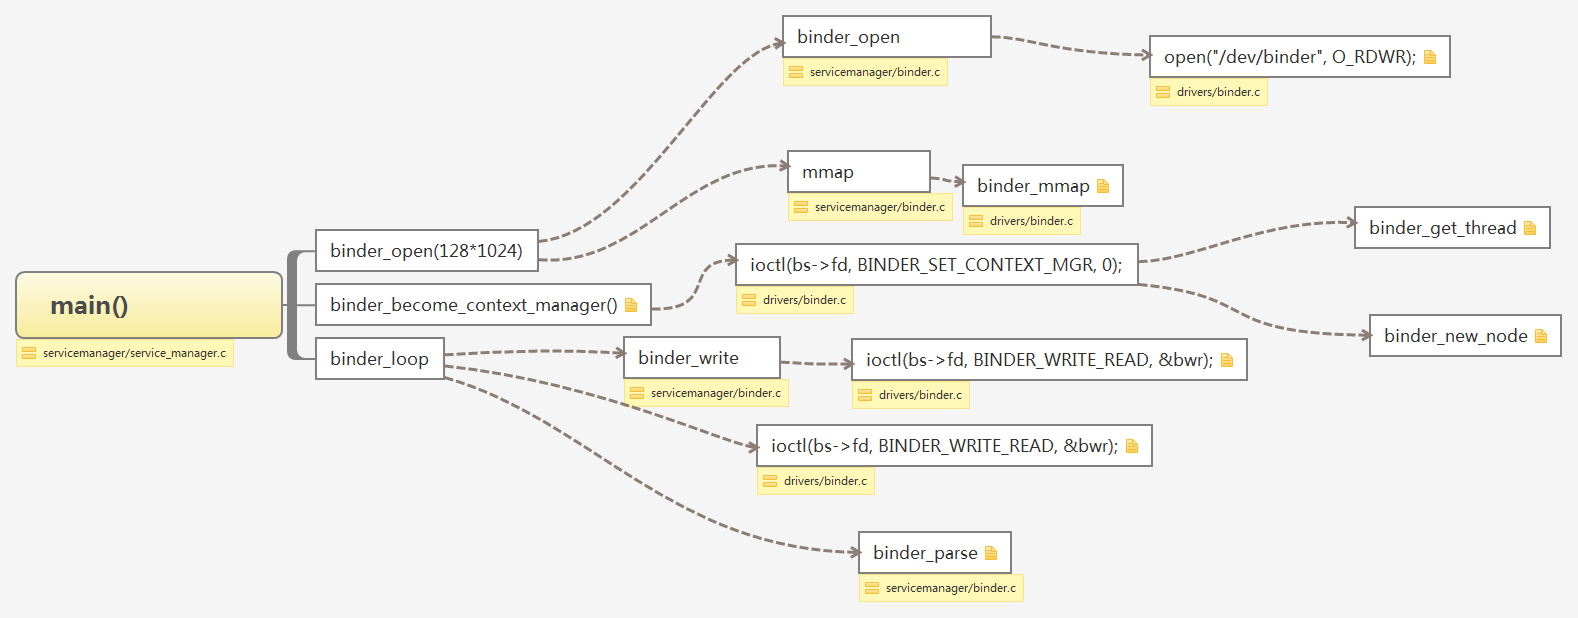 binder_open
servicemanager/binder.c
open("/dev/binder", O_RDWR);
drivers/binder.c
mmap
servicemanager/binder.c
binder_mmap
drivers/binder.c
binder_get_thread
binder_open(128*1024)
ioctl(bs->fd, BINDER_SET_CONTEXT_MGR, 0);
drivers/binder.c
main()
servicemanager/service_manager.c
binder_become_context_manager()
binder_new_node
binder_loop
binder_write
servicemanager/binder.c
ioctl(bs->fd, BINDER_WRITE_READ, &bwr);
drivers/binder.c
ioctl(bs->fd, BINDER_WRITE_READ, &bwr);
drivers/binder.c
binder_parse
servicemanager/binder.c